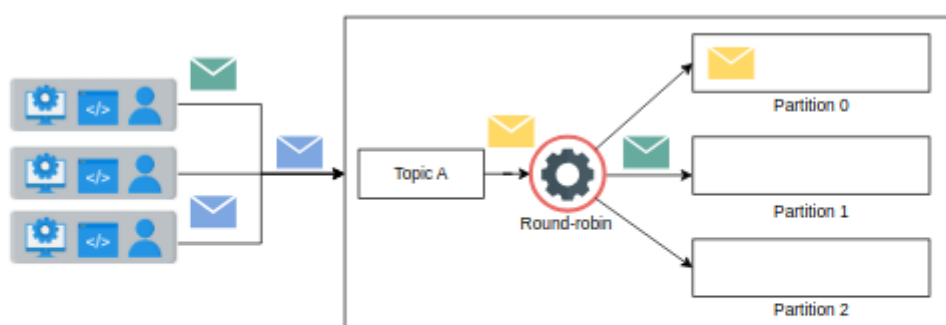 </>
</>
</>
Topic A
Round-robin
Partition 0
Partition 1
Partition 2